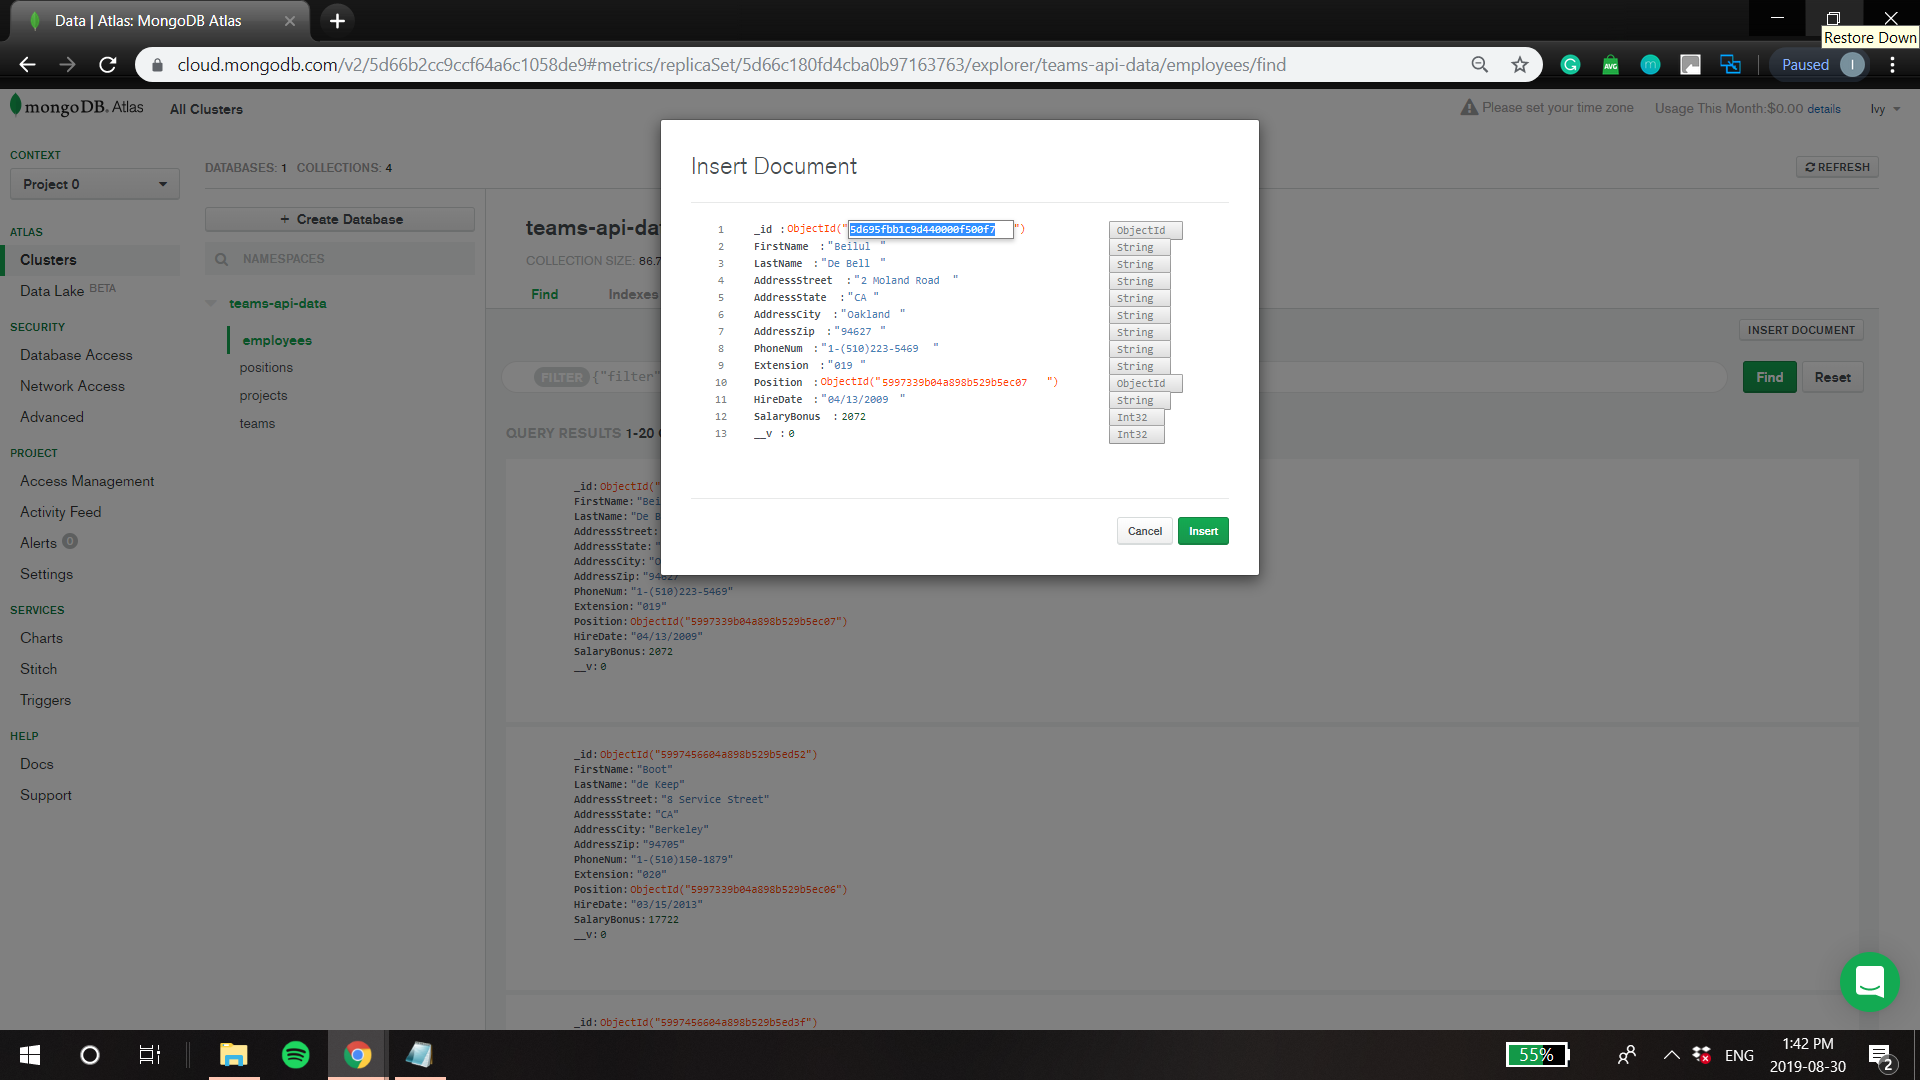 Data | Atlas: MongoDB Atlas
Restore Down
cloud.mongodb.com/v2/5d66b2cc9ccf64a6c1058de9#metrics/replicaSet/5d66c180fd4cba0b97163763/explorer/teams-api-data/employees/find
AVG
m
Paused
I
mongoDB. Atlas
All Clusters
Please set your time zone
Usage This Month:$0.00 details
Ivy
CONTEXT
Project 0
ATLAS
Clusters
Data Lake BETA
SECURITY
Database Access
Network Access
Advanced
PROJECT
Access Management
Activity Feed
Alerts 0
Settings
SERVICES
Charts
Stitch
Triggers
HELP
Docs
Support
DATABASES: 1 COLLECTIONS: 4
REFRESH
+ Create Database
NAMESPACES
teams-api-data
employees
positions
projects
teams
teams-api-da
COLLECTION SIZE: 86.7
Find
Indexes
INSERT DOCUMENT
FILTER {"filter"
Find
Reset
QUERY RESULTS 1-20
Insert Document
1 _id : ObjectId("5d695fbb1c9d440000f500f7") ObjectId
2 FirstName : "Beilul " String
3 LastName : "De Bell " String
4 AddressStreet : "2 Moland Road " String
5 AddressState : "CA " String
6 AddressCity : "Oakland " String
7 AddressZip : "94627 " String
8 PhoneNum : "1-(510)223-5469 " String
9 Extension : "019 " String
10 Position : ObjectId("5997339b04a898b529b5ec07 ") ObjectId
11 HireDate : "04/13/2009 " String
12 SalaryBonus : 2072 Int32
13 __v : 0 Int32
Cancel
Insert
_id: ObjectId("
FirstName: "Bei
LastName: "De B
AddressStreet:
AddressState: "
AddressCity: "O
AddressZip: "94627
PhoneNum: "1-(510)223-5469"
Extension: "019"
Position: ObjectId("5997339b04a898b529b5ec07")
HireDate: "04/13/2009"
SalaryBonus: 2072
__v: 0
_id: ObjectId("5997456604a898b529b5ed52")
FirstName: "Boot"
LastName: "de Keep"
AddressStreet: "8 Service Street"
AddressState: "CA"
AddressCity: "Berkeley"
AddressZip: "94705"
PhoneNum: "1-(510)150-1879"
Extension: "020"
Position: ObjectId("5997339b04a898b529b5ec06")
HireDate: "03/15/2013"
SalaryBonus: 17722
__v: 0
_id: ObjectId("5997456604a898b529b5ed3f")
55%
ENG
1:42 PM
2019-08-30
2